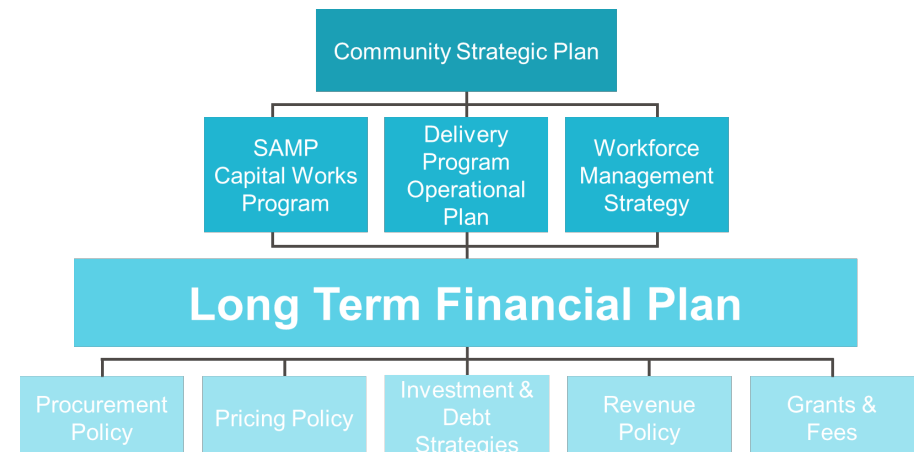 Community Strategic Plan
SAMP
Capital Works
Program
Delivery
Program
Operational
Plan
Workforce
Management
Strategy
Long Term Financial Plan
Procurement
Policy
Pricing Policy
Investment &
Debt
Strategies
Revenue
Policy
Grants &
Fees